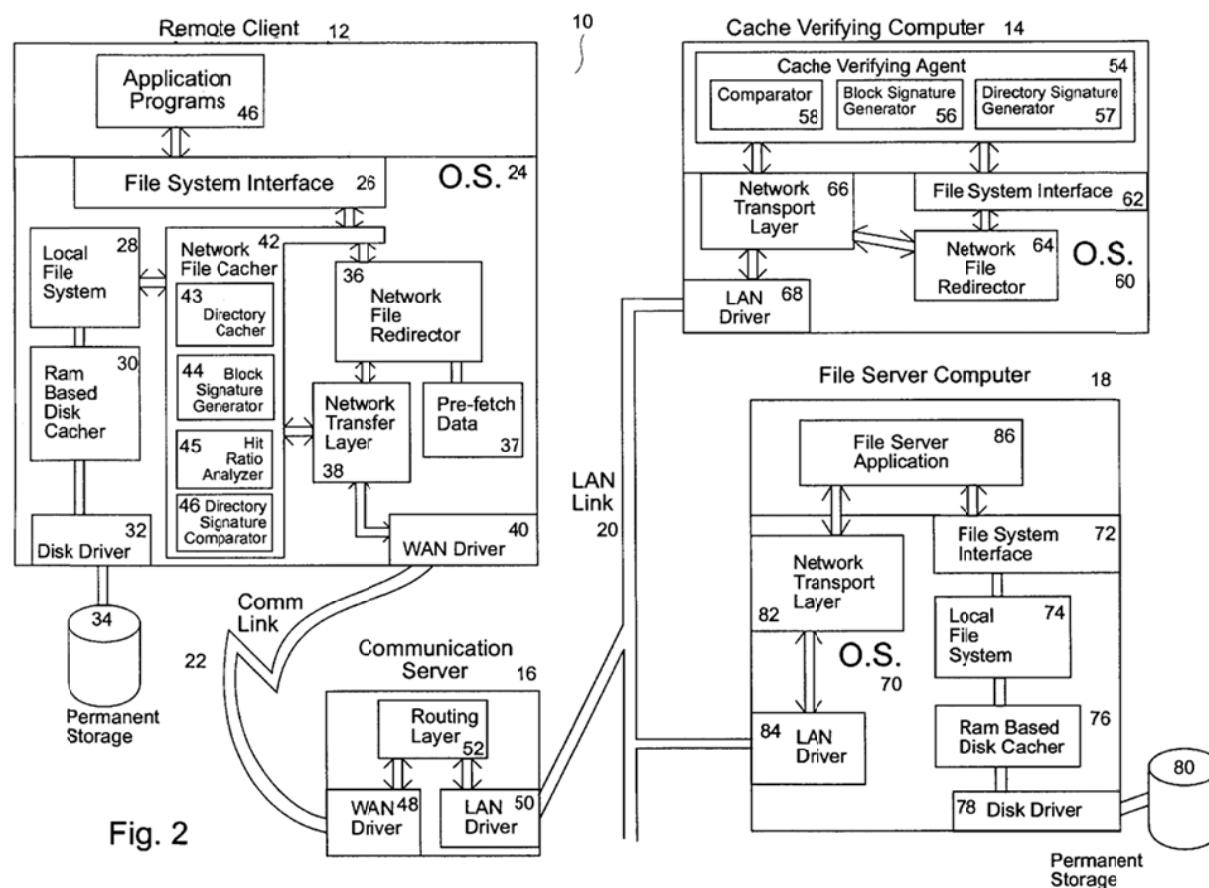 Remote Client 12
10
Application
Programs
46
File System Interface 26
O.S. 24
28
Local
File
System
42
Network
File Cacher
43
Directory
Cacher
44
Block
Signature
Generator
45
Hit
Ratio
Analyzer
46 Directory
Signature
Comparator
36
Network
File
Redirector
30
Ram
Based
Disk
Cacher
Network
Transfer
Layer
38
Pre-fetch
Data
37
32
Disk Driver
40
WAN Driver
34
Permanent
Storage
Comm
Link
22
Communication
Server
16
Routing
Layer
52
WAN 48
Driver
LAN 50
Driver
LAN
Link
20
Cache Verifying Computer 14
Cache Verifying Agent 54
Comparator
58
Block Signature
Generator 56
Directory Signature
Generator 57
Network 66
Transport
Layer
File System Interface
62
Network 64
File
Redirector
O.S.
60
LAN 68
Driver
File Server Computer 18
File Server 86
Application
File System 72
Interface
Network
Transport
82 Layer
Local 74
File
System
O.S.
70
84 LAN
Driver
Ram Based 76
Disk Cacher
78 Disk Driver
80
Permanent
Storage
Fig. 2